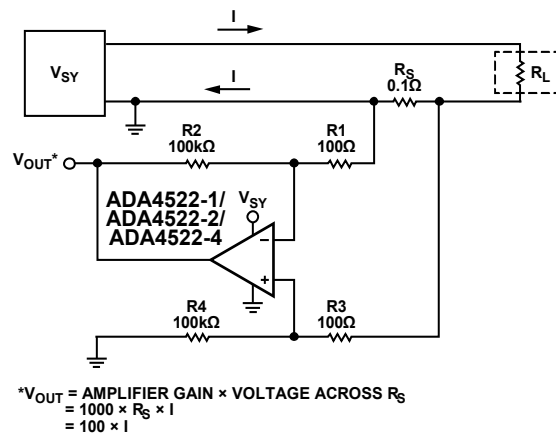 I
V_SY
I
R_S
0.1Ω
R_L
R2
100kΩ
R1
100Ω
V_OUT*
ADA4522-1/
ADA4522-2/
ADA4522-4
V_SY
−
+
R4
100kΩ
R3
100Ω
*V_OUT = AMPLIFIER GAIN × VOLTAGE ACROSS R_S
= 1000 × R_S × I
= 100 × I